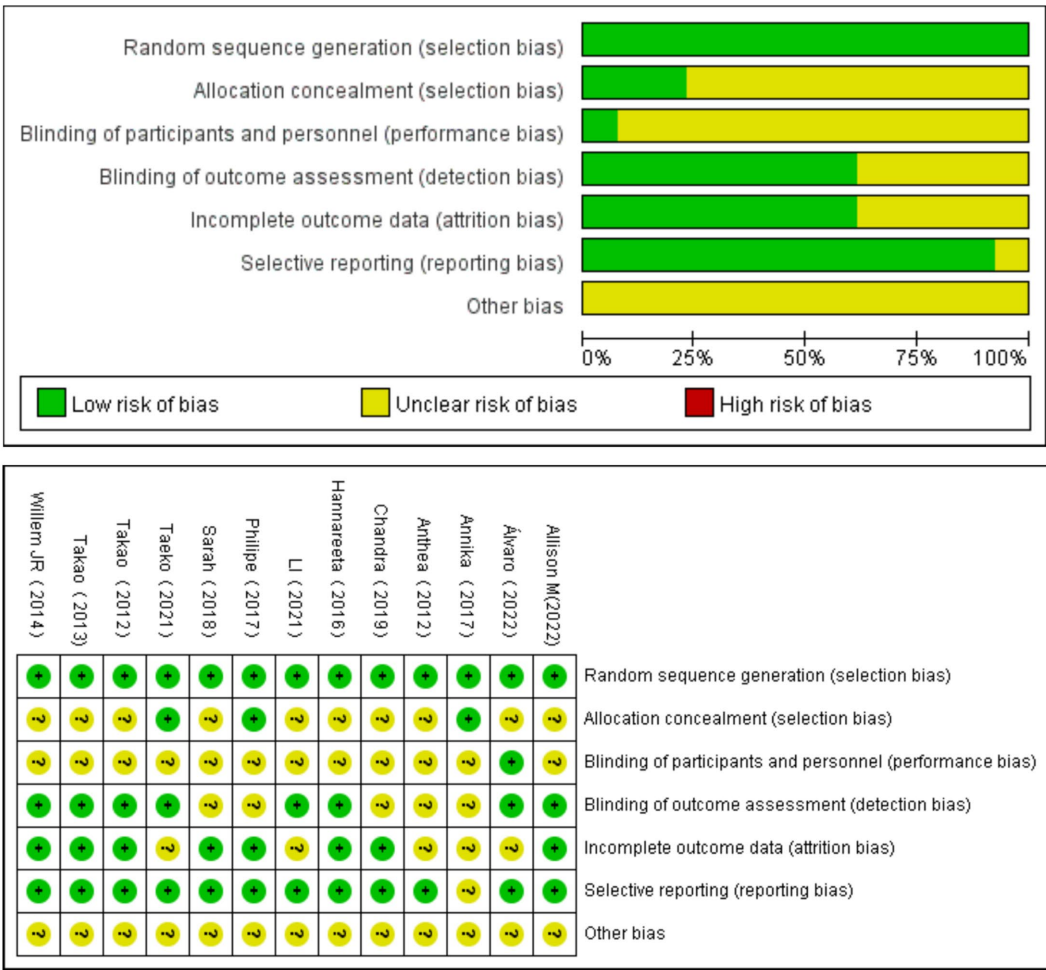 Random sequence generation (selection bias)
Allocation concealment (selection bias)
Blinding of participants and personnel (performance bias)
Blinding of outcome assessment (detection bias)
Incomplete outcome data (attrition bias)
Selective reporting (reporting bias)
Other bias
0% 25% 50% 75% 100%
Low risk of bias Unclear risk of bias High risk of bias
Willem JR（2014）
Takao（2013)
Takao（2012）
Taeko（2021）
Sarah（2018）
Philipe（2017）
LI（2021）
Hannareeta（2016）
Chandra（2019）
Anthea（2012）
Annika（2017）
Álvaro（2022）
Allison M(2022)
+ + + + + + + + + + + + + Random sequence generation (selection bias)
? ? ? + ? + ? ? ? ? + ? ? Allocation concealment (selection bias)
? ? ? ? ? ? ? ? ? ? ? + ? Blinding of participants and personnel (performance bias)
+ + + + ? ? + + ? ? ? + + Blinding of outcome assessment (detection bias)
+ + + ? + + ? + + ? ? ? + Incomplete outcome data (attrition bias)
+ + + + + + + + + + ? + + Selective reporting (reporting bias)
? ? ? ? ? ? ? ? ? ? ? ? ? Other bias